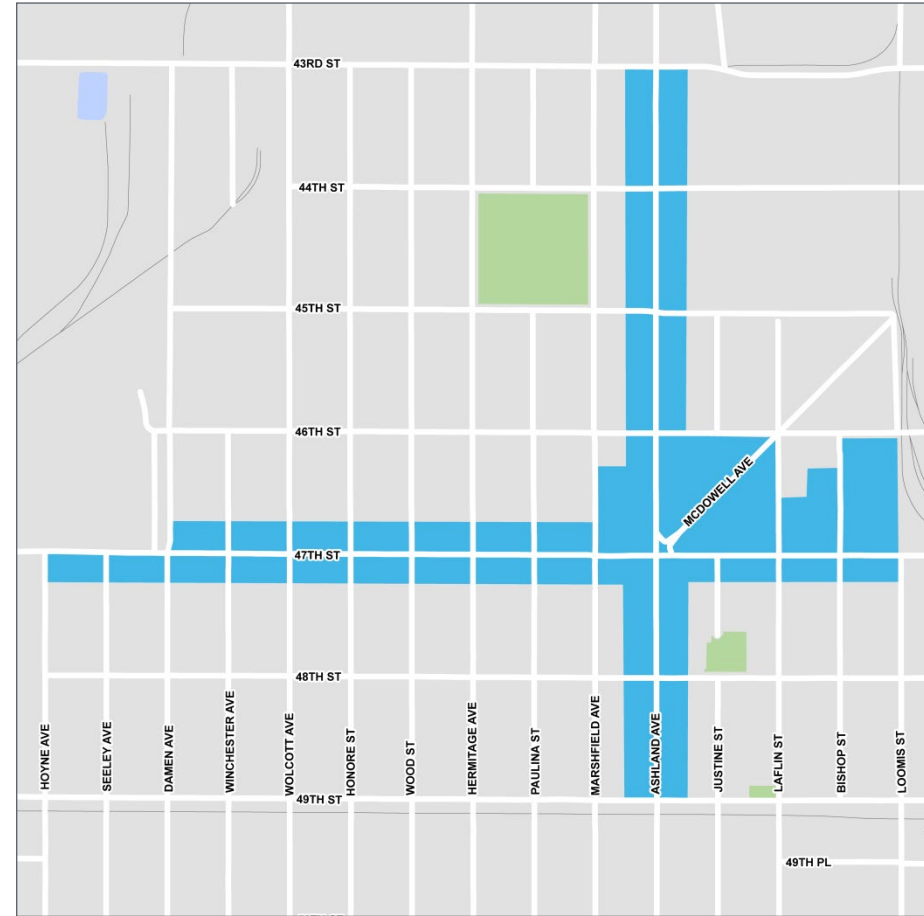 43RD ST
44TH ST
45TH ST
46TH ST
MCDOWELL AVE
47TH ST
48TH ST
HOYNE AVE
SEELEY AVE
DAMEN AVE
WINCHESTER AVE
WOLCOTT AVE
HONORE ST
WOOD ST
HERMITAGE AVE
PAULINA ST
MARSHFIELD AVE
ASHLAND AVE
JUSTINE ST
LAFLIN ST
BISHOP ST
LOOMIS ST
49TH ST
49TH PL